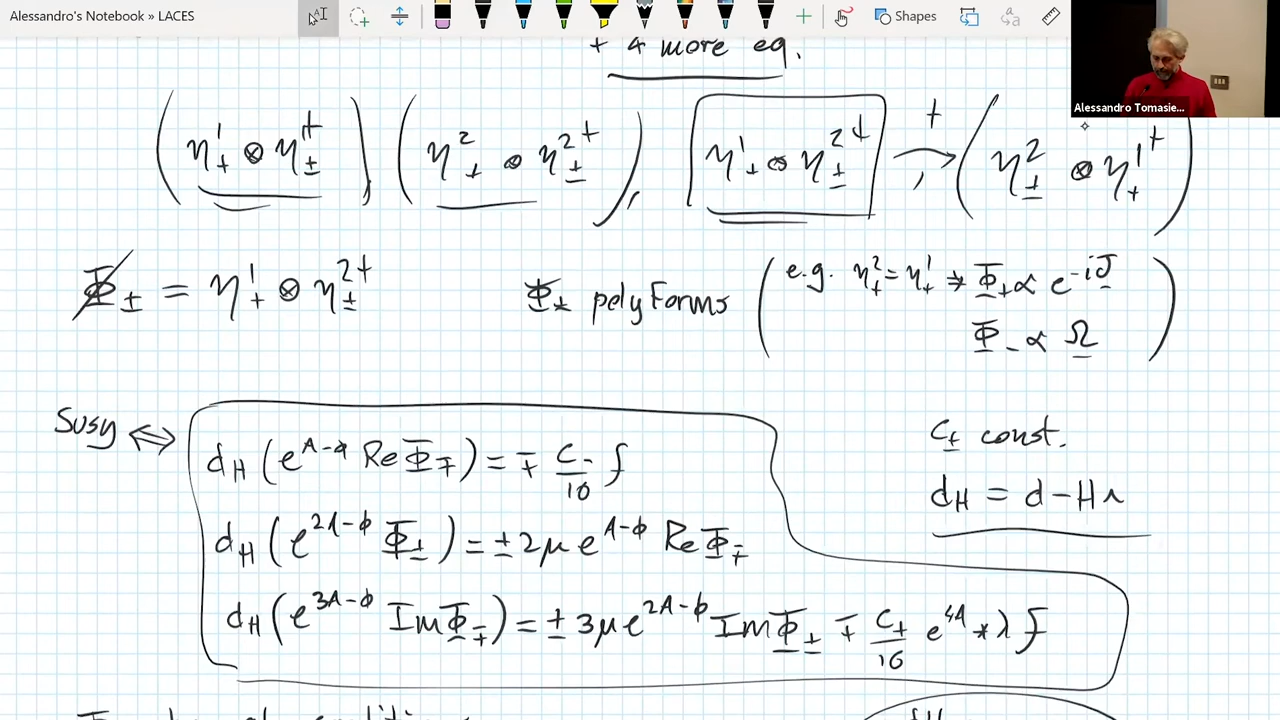 Alessandro's Notebook » LACES
Shapes
+ 4 more eq.
Alessandro Tomasie...
(η¹₊ ⊗ η¹†±) (η²₊ ⊗ η²†±), η¹₊ ⊗ η²†± †→, (η²± ⊗ η¹†₊)
Φ̸± = η¹₊ ⊗ η²†± Φ± polyforms (e.g. η²₊ = η¹₊ ⇒ Φ₊ ∝ e^{-iJ}
Φ₋ ∝ Ω)
Susy ⇔
d_H (e^{A-φ} Re Φ∓) = ∓ c₋/16 f
d_H (e^{2A-φ} Φ±) = ± 2μ e^{A-φ} Re Φ∓
d_H (e^{3A-φ} Im Φ∓) = ± 3μ e^{2A-φ} Im Φ± ∓ c₊/16 e^{4A} * λ f
c± const.
d_H = d - H∧